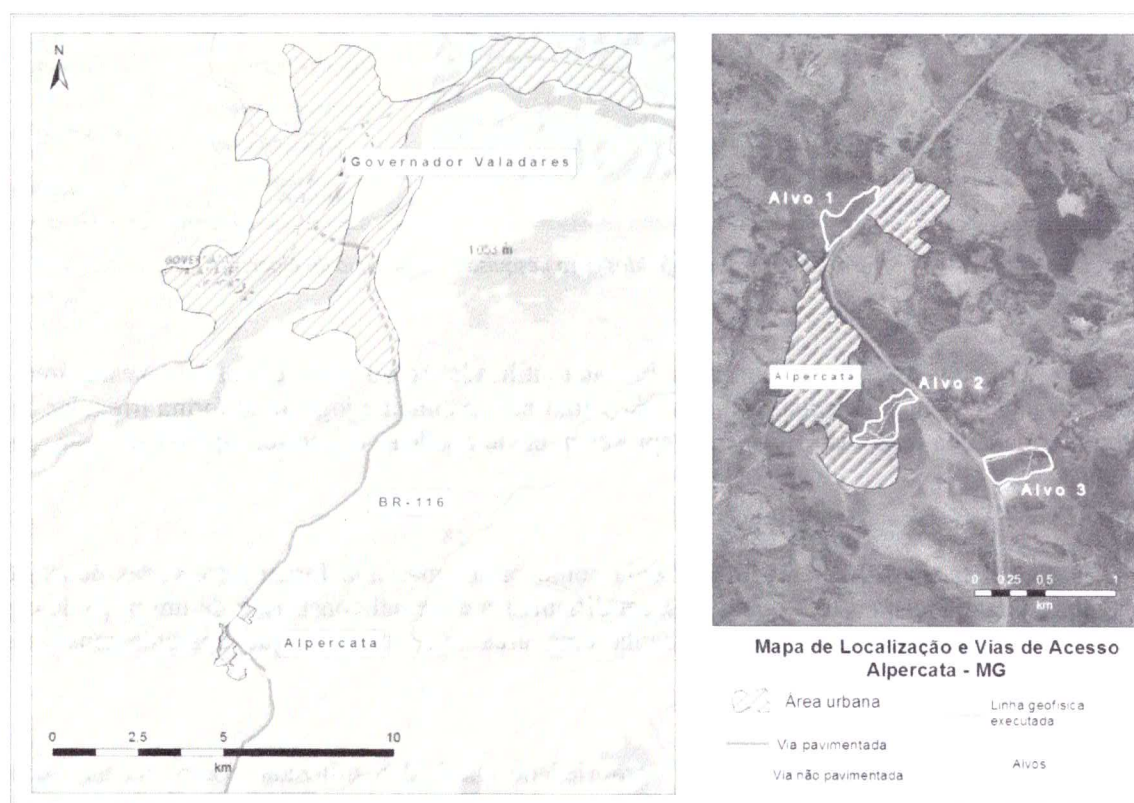 N
Governador Valadares
1053 m
BR-116
Alpercata
0 2.5 5 10
km
Alvo 1
Alpercata
Alvo 2
Alvo 3
0 0.25 0.5 1
km
Mapa de Localização e Vias de Acesso
Alpercata - MG
Área urbana
Linha geofísica
executada
Via pavimentada
Via não pavimentada
Alvos